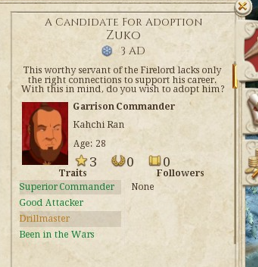 A Candidate For Adoption
Zuko
3 AD
This worthy servant of the Firelord lacks only
the right connections to support his career.
With this in mind, do you wish to adopt him?
Garrison Commander
Kahchi Ran
Age: 28
3 0 0
Traits Followers
Superior Commander None
Good Attacker
Drillmaster
Been in the Wars